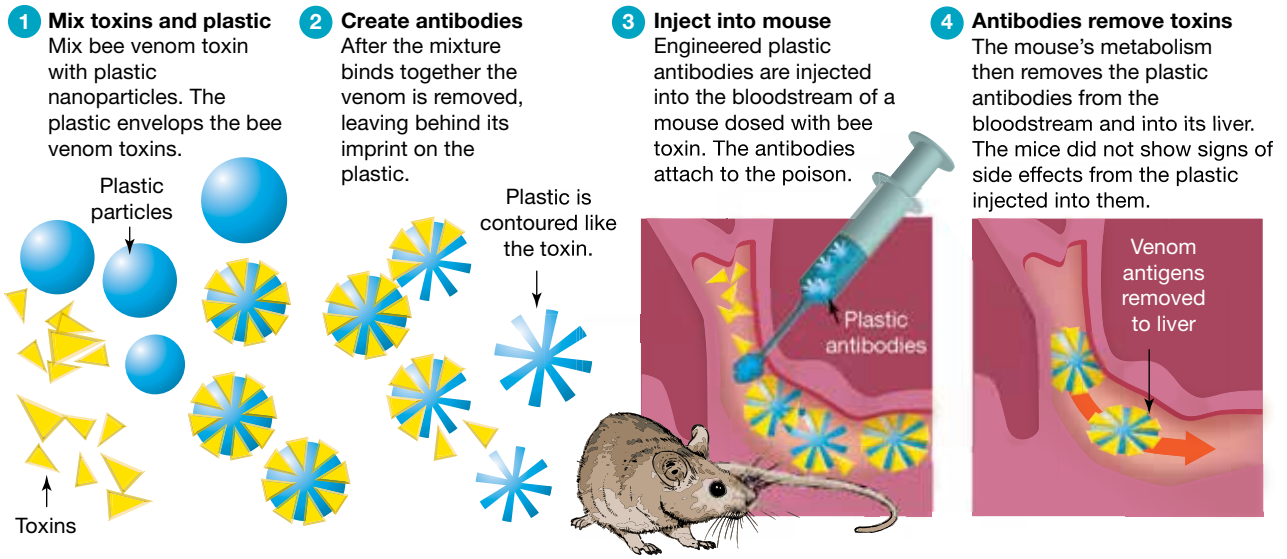 1 Mix toxins and plastic
Mix bee venom toxin
with plastic
nanoparticles. The
plastic envelops the bee
venom toxins.
Plastic
particles
Toxins
2 Create antibodies
After the mixture
binds together the
venom is removed,
leaving behind its
imprint on the
plastic.
Plastic is
contoured like
the toxin.
3 Inject into mouse
Engineered plastic
antibodies are injected
into the bloodstream of a
mouse dosed with bee
toxin. The antibodies
attach to the poison.
Plastic
antibodies
4 Antibodies remove toxins
The mouse’s metabolism
then removes the plastic
antibodies from the
bloodstream and into its liver.
The mice did not show signs of
side effects from the plastic
injected into them.
Venom
antigens
removed
to liver